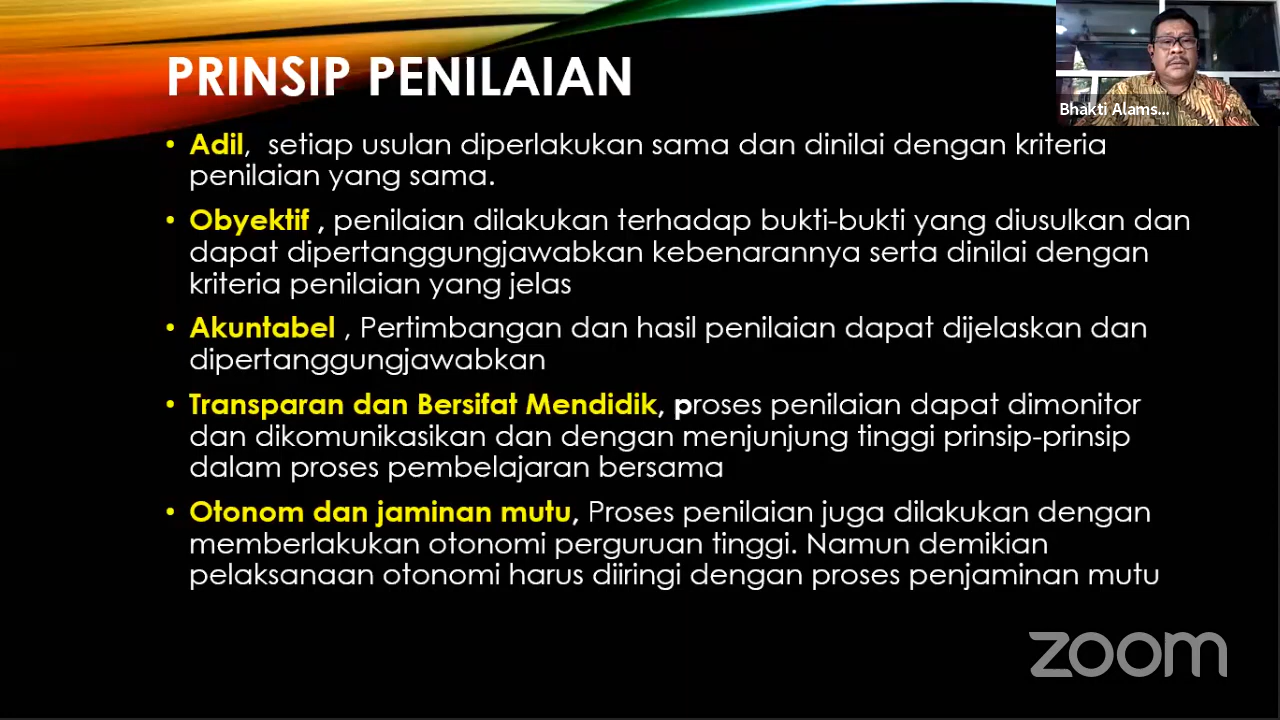 PRINSIP PENILAIAN
Bhakti Alams...
• Adil, setiap usulan diperlakukan sama dan dinilai dengan kriteria
penilaian yang sama.
• Obyektif , penilaian dilakukan terhadap bukti-bukti yang diusulkan dan
dapat dipertanggungjawabkan kebenarannya serta dinilai dengan
kriteria penilaian yang jelas
• Akuntabel , Pertimbangan dan hasil penilaian dapat dijelaskan dan
dipertanggungjawabkan
• Transparan dan Bersifat Mendidik, proses penilaian dapat dimonitor
dan dikomunikasikan dan dengan menjunjung tinggi prinsip-prinsip
dalam proses pembelajaran bersama
• Otonom dan jaminan mutu, Proses penilaian juga dilakukan dengan
memberlakukan otonomi perguruan tinggi. Namun demikian
pelaksanaan otonomi harus diiringi dengan proses penjaminan mutu
zoom